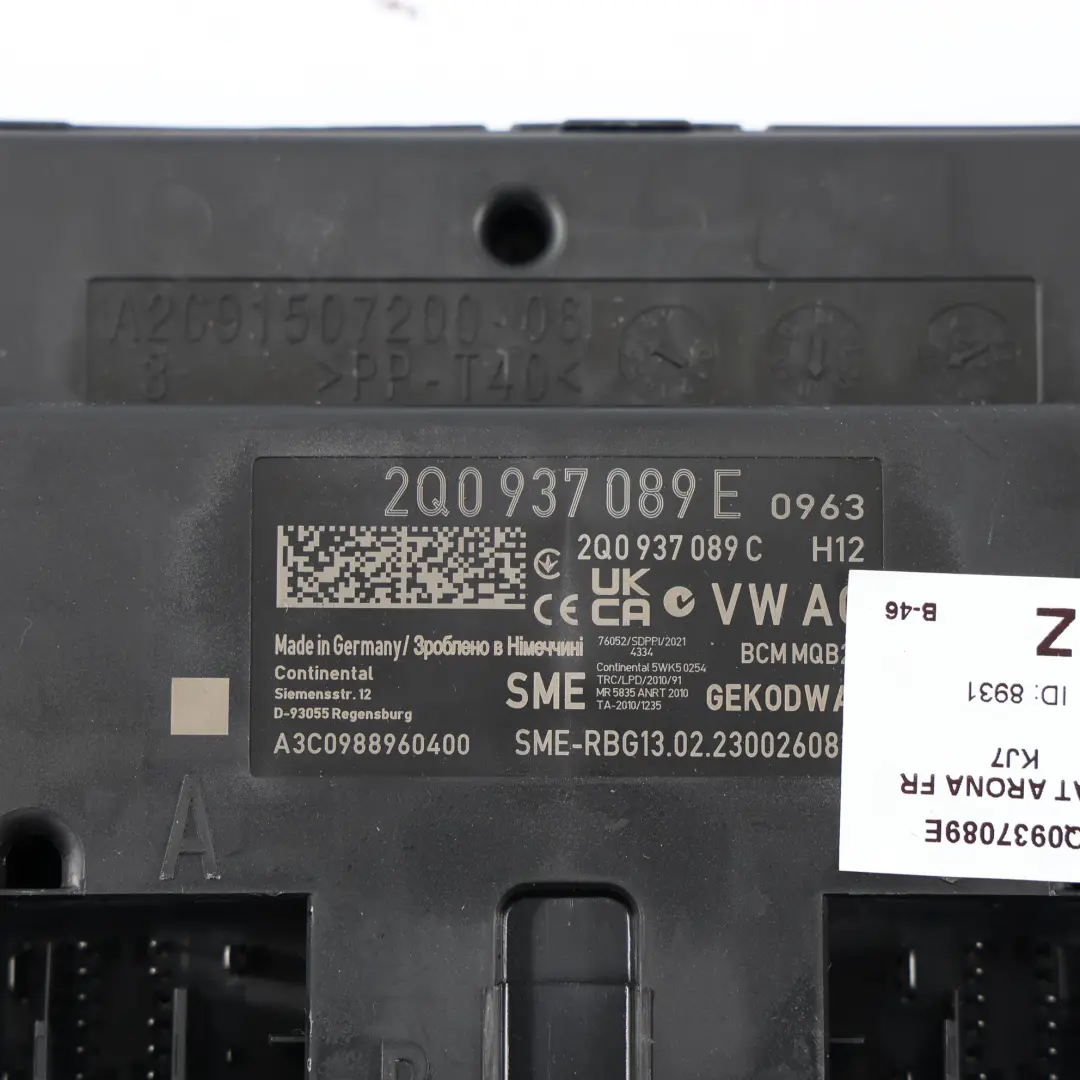 A2C91507200-08
3 >PP-T40<
2Q0 937 089 E 0963
2Q0 937 089 C H12
CE UK CA VW A
Made in Germany/ Зроблено в Німеччині
76052/SDPPI/2021
4334
BCM MQB
Continental
Siemensstr. 12
D-93055 Regensburg
SME
Continental 5WK5 0254
TRC/LPD/2010/91
MR 5835 ANRT 2010
TA-2010/1235
GEKODWA
A3C0988960400 SME-RBG13.02.23002608
A
B-46
Z
ID: 8931
KJ7
AT ARONA FR
Q0937089E